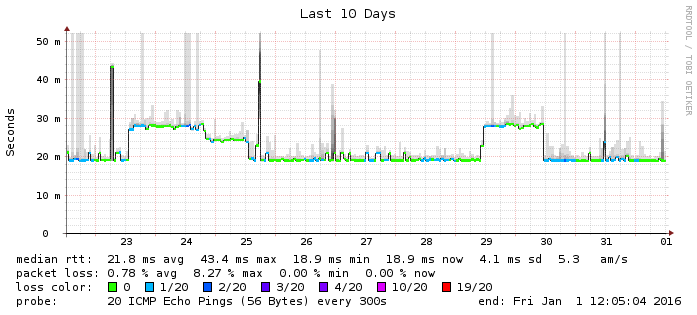 Last 10 Days
RRDTOOL / TOBI OETIKER
Seconds
50 m
40 m
30 m
20 m
10 m
0
23 24 25 26 27 28 29 30 31 01
median rtt: 21.8 ms avg 43.4 ms max 18.9 ms min 18.9 ms now 4.1 ms sd 5.3 am/s
packet loss: 0.78 % avg 8.27 % max 0.00 % min 0.00 % now
loss color: 0 1/20 2/20 3/20 4/20 10/20 19/20
probe: 20 ICMP Echo Pings (56 Bytes) every 300s end: Fri Jan 1 12:05:04 2016